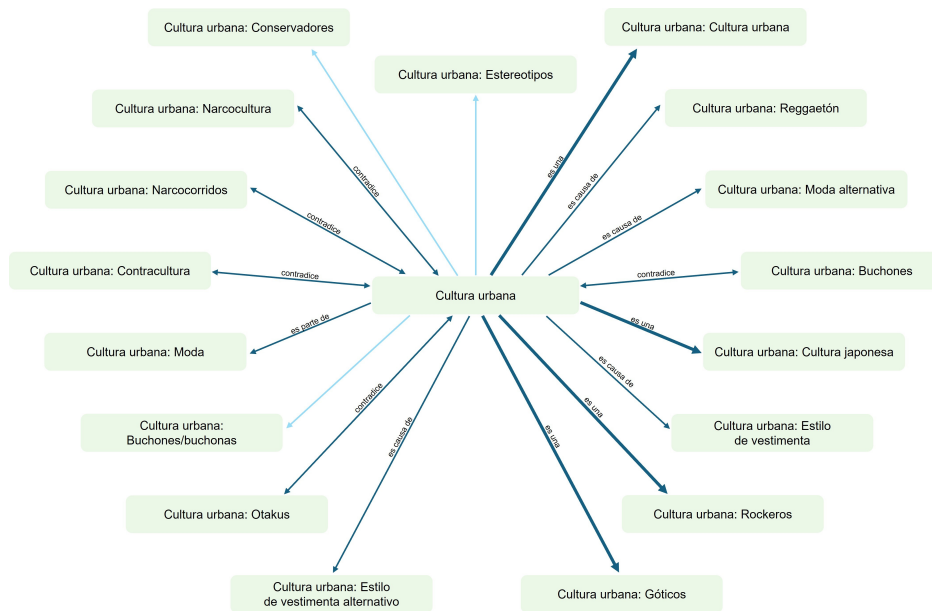 Cultura urbana: Conservadores
Cultura urbana: Cultura urbana
Cultura urbana: Estereotipos
Cultura urbana: Narcocultura
Cultura urbana: Reggaetón
es una
contradice
es causa de
Cultura urbana: Narcocorridos
Cultura urbana: Moda alternativa
contradice
es causa de
Cultura urbana: Contracultura
contradice
contradice
Cultura urbana: Buchones
Cultura urbana
es parte de
es una
Cultura urbana: Moda
Cultura urbana: Cultura japonesa
es causa de
contradice
es una
es causa de
es una
Cultura urbana:
Buchones/buchonas
Cultura urbana: Estilo
de vestimenta
Cultura urbana: Otakus
Cultura urbana: Rockeros
Cultura urbana: Estilo
de vestimenta alternativo
Cultura urbana: Góticos